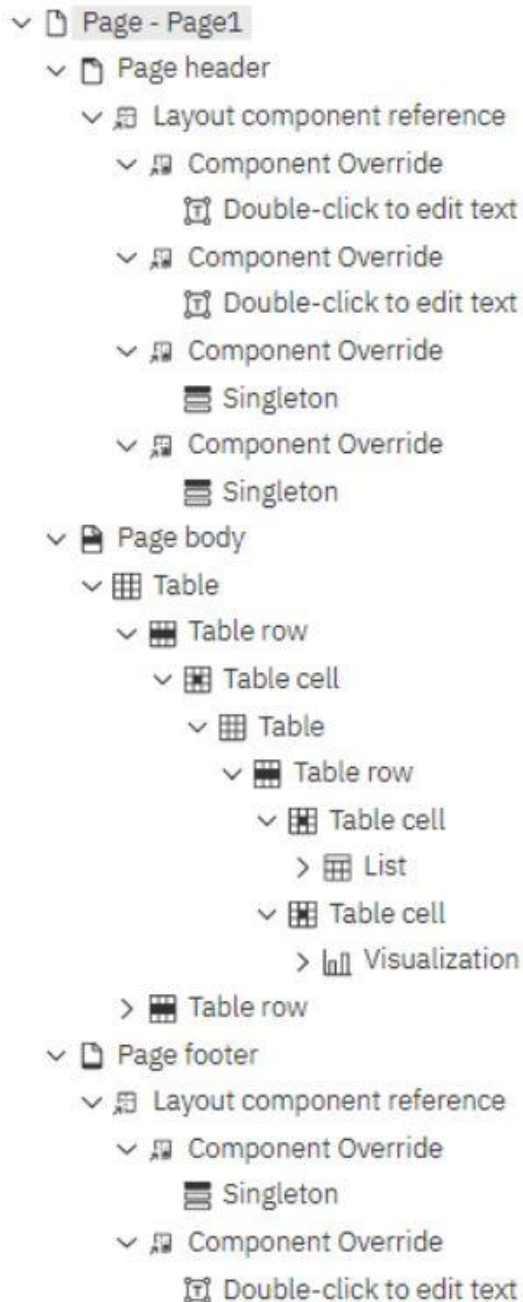 Page - Page1
Page header
Layout component reference
Component Override
Double-click to edit text
Component Override
Double-click to edit text
Component Override
Singleton
Component Override
Singleton
Page body
Table
Table row
Table cell
Table
Table row
Table cell
List
Table cell
Visualization
Table row
Page footer
Layout component reference
Component Override
Singleton
Component Override
Double-click to edit text